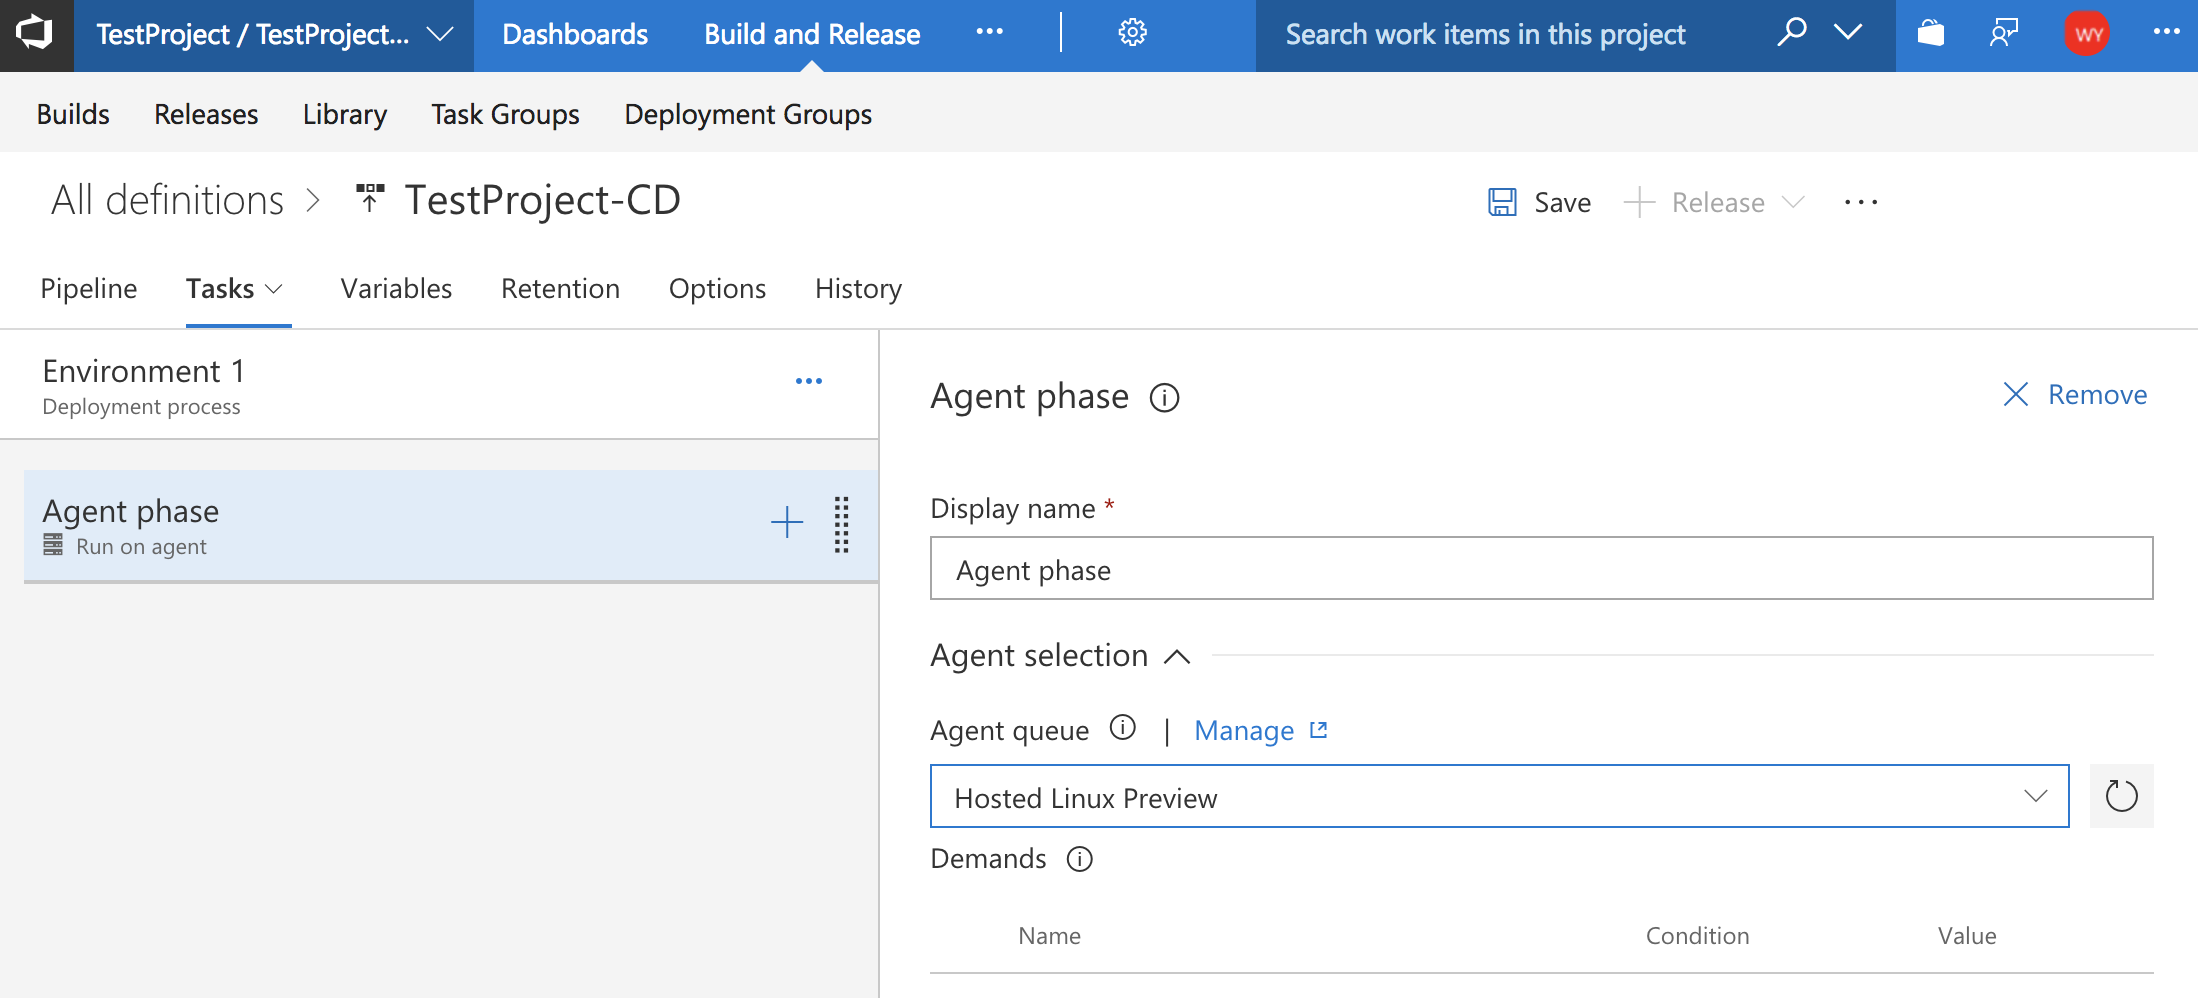 TestProject / TestProject... Dashboards Build and Release ... Search work items in this project WY ...
Builds Releases Library Task Groups Deployment Groups
All definitions > TestProject-CD Save + Release ...
Pipeline Tasks Variables Retention Options History
Environment 1 ...
Deployment process
Agent phase
Run on agent
Agent phase Remove
Display name *
Agent phase
Agent selection
Agent queue | Manage
Hosted Linux Preview
Demands
Name Condition Value